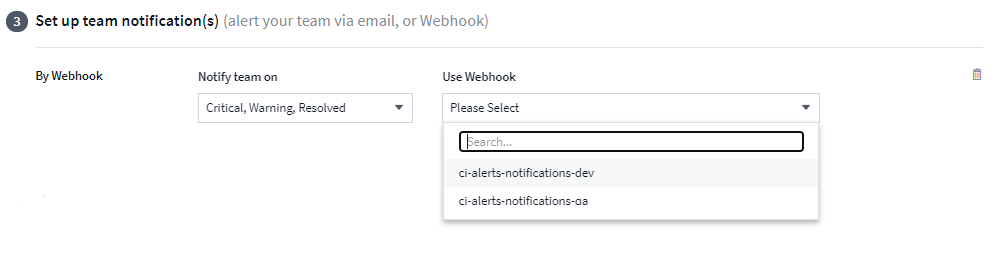 3 Set up team notification(s) (alert your team via email, or Webhook)
By Webhook
Notify team on
Use Webhook
Critical, Warning, Resolved
Please Select
Search...
ci-alerts-notifications-dev
ci-alerts-notifications-qa